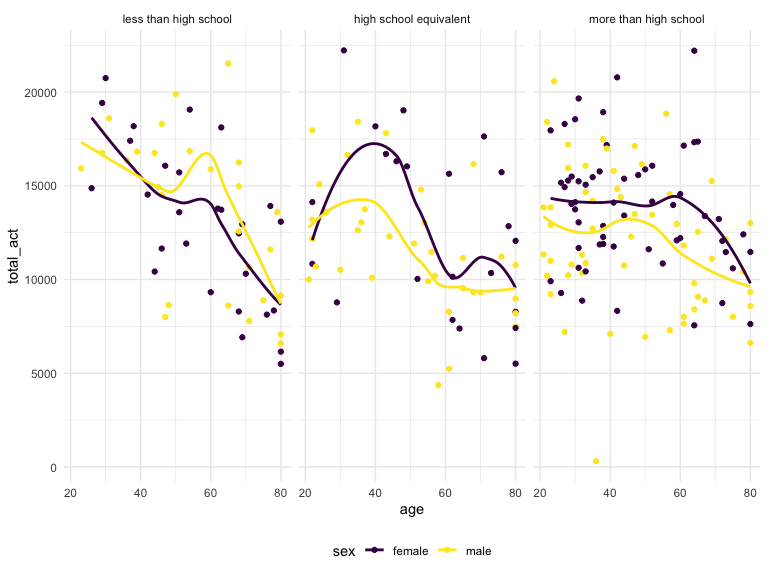 less than high school
high school equivalent
more than high school
total_act
20000
15000
10000
5000
0
20 40 60 80 20 40 60 80 20 40 60 80
age
sex female male